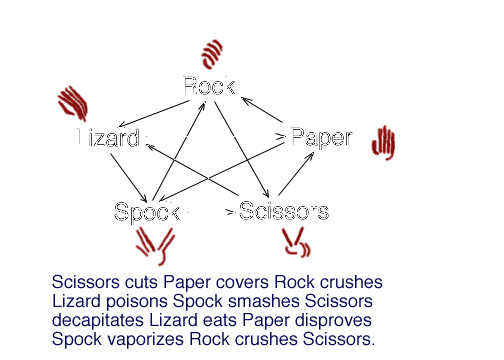 Rock
Lizard
Paper
Spock
Scissors
Scissors cuts Paper covers Rock crushes
Lizard poisons Spock smashes Scissors
decapitates Lizard eats Paper disproves
Spock vaporizes Rock crushes Scissors.